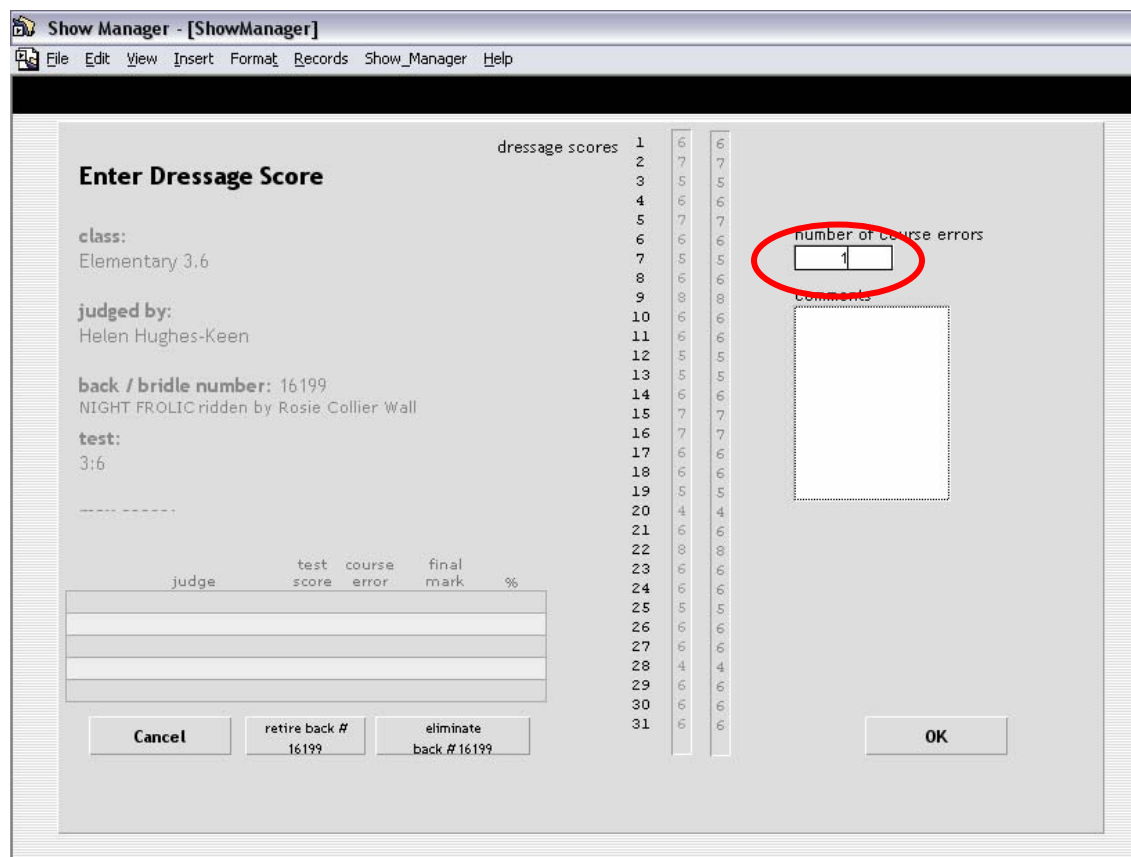 Show Manager - [ShowManager]
File Edit View Insert Format Records Show_Manager Help
dressage scores
Enter Dressage Score
class:
Elementary 3.6
judged by:
Helen Hughes-Keen
back / bridle number: 16199
NIGHT FROLIC ridden by Rosie Collier Wall
test:
3:6
1 6 6
2 7 7
3 5 5
4 6 6
5 7 7
6 6 6
7 5 5
8 6 6
9 8 8
10 6 6
11 6 6
12 5 5
13 5 5
14 6 6
15 7 7
16 7 7
17 6 6
18 6 6
19 5 5
20 4 4
21 6 6
22 8 8
23 6 6
24 6 6
25 5 5
26 6 6
27 6 6
28 4 4
29 6 6
30 6 6
31 6 6
number of course errors
1
comments
test course final
judge score error mark %
Cancel
retire back #
16199
eliminate
back # 16199
OK